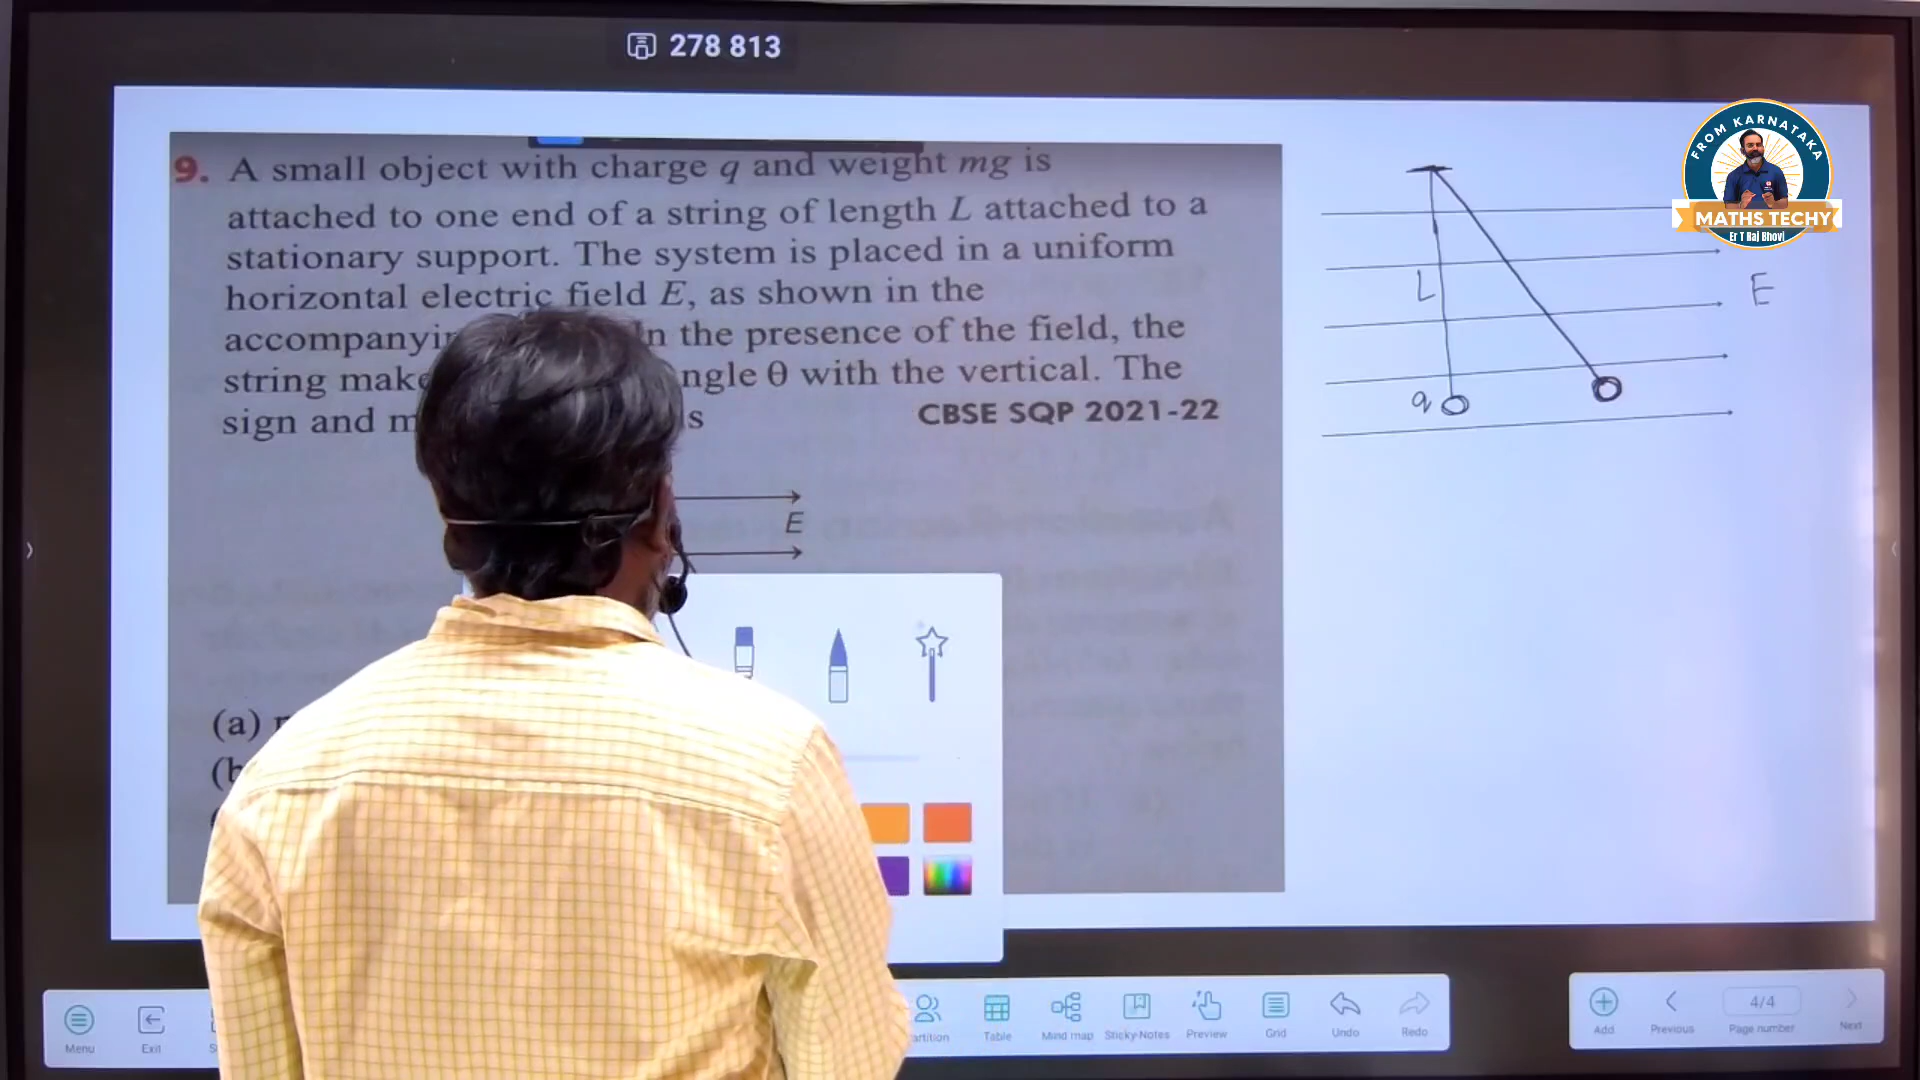 278 813
9. A small object with charge q and weight mg is
attached to one end of a string of length L attached to a
stationary support. The system is placed in a uniform
horizontal electric field E, as shown in the
In the presence of the field, the
string θ with the vertical. The
sign and CBSE SQP 2021-22
E
(a)
L
q
E
FROM KARNATAKA
MATHS TECHY
Er T Raj Bhovi
Menu
Exit
Table
Mind map
Sticky Notes
Preview
Grid
Undo
Redo
Add
Previous
4/4
Page number
Next